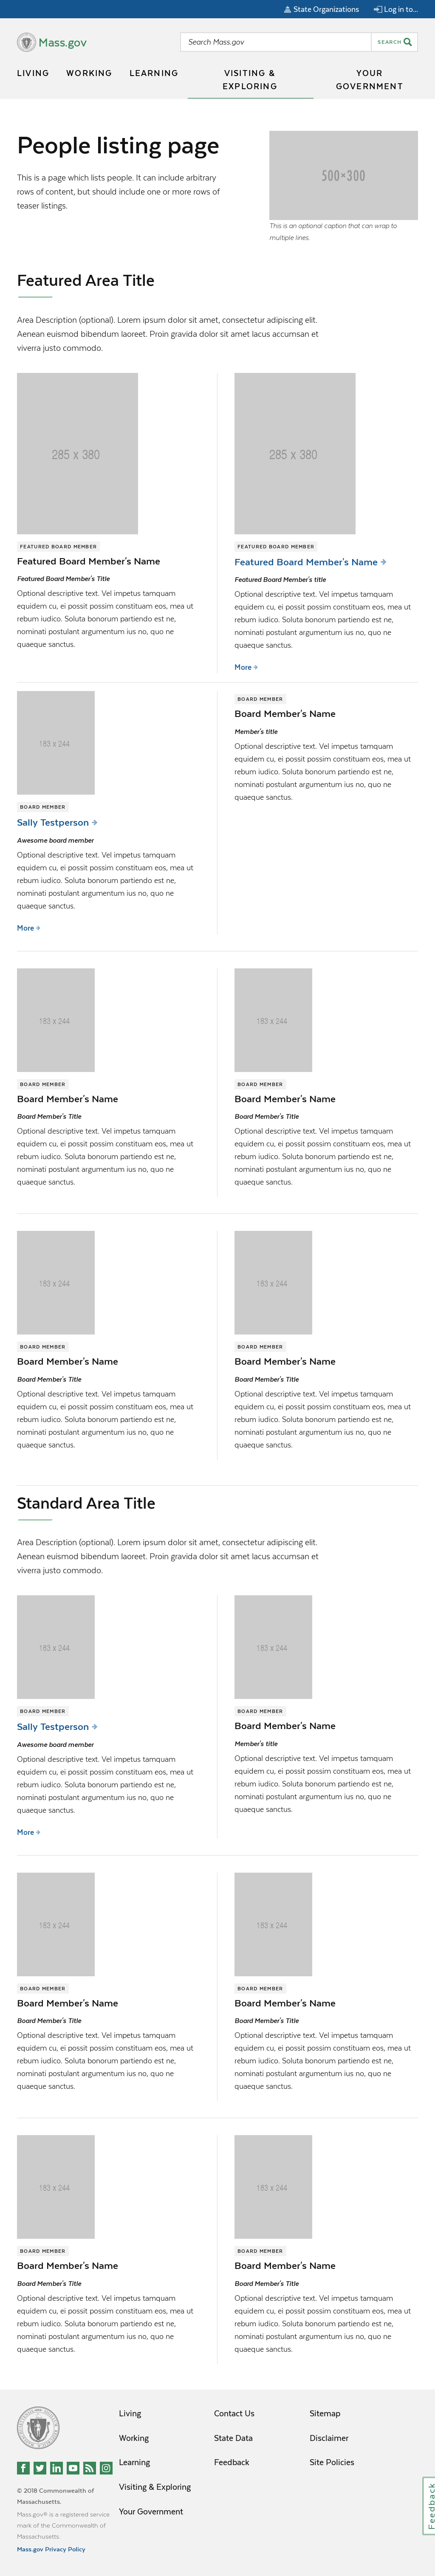 State Organizations
Log in to...
Mass.gov
Search Mass.gov
SEARCH
LIVING
WORKING
LEARNING
VISITING &
EXPLORING
YOUR
GOVERNMENT
People listing page
This is a page which lists people. It can include arbitrary
rows of content, but should include one or more rows of
teaser listings.
500×300
This is an optional caption that can wrap to
multiple lines.
Featured Area Title
Area Description (optional). Lorem ipsum dolor sit amet, consectetur adipiscing elit.
Aenean euismod bibendum laoreet. Proin gravida dolor sit amet lacus accumsan et
viverra justo commodo.
285 x 380
FEATURED BOARD MEMBER
Featured Board Member's Name
Featured Board Member's Title
Optional descriptive text. Vel impetus tamquam
equidem cu, ei possit possim constituam eos, mea ut
rebum iudico. Soluta bonorum partiendo est ne,
nominati postulant argumentum ius no, quo ne
quaeque sanctus.
285 x 380
FEATURED BOARD MEMBER
Featured Board Member's Name
Featured Board Member's title
Optional descriptive text. Vel impetus tamquam
equidem cu, ei possit possim constituam eos, mea ut
rebum iudico. Soluta bonorum partiendo est ne,
nominati postulant argumentum ius no, quo ne
quaeque sanctus.
More
183 x 244
BOARD MEMBER
Sally Testperson
Awesome board member
Optional descriptive text. Vel impetus tamquam
equidem cu, ei possit possim constituam eos, mea ut
rebum iudico. Soluta bonorum partiendo est ne,
nominati postulant argumentum ius no, quo ne
quaeque sanctus.
More
BOARD MEMBER
Board Member's Name
Member's title
Optional descriptive text. Vel impetus tamquam
equidem cu, ei possit possim constituam eos, mea ut
rebum iudico. Soluta bonorum partiendo est ne,
nominati postulant argumentum ius no, quo ne
quaeque sanctus.
183 x 244
BOARD MEMBER
Board Member's Name
Board Member's Title
Optional descriptive text. Vel impetus tamquam
equidem cu, ei possit possim constituam eos, mea ut
rebum iudico. Soluta bonorum partiendo est ne,
nominati postulant argumentum ius no, quo ne
quaeque sanctus.
183 x 244
BOARD MEMBER
Board Member's Name
Board Member's Title
Optional descriptive text. Vel impetus tamquam
equidem cu, ei possit possim constituam eos, mea ut
rebum iudico. Soluta bonorum partiendo est ne,
nominati postulant argumentum ius no, quo ne
quaeque sanctus.
183 x 244
BOARD MEMBER
Board Member's Name
Board Member's Title
Optional descriptive text. Vel impetus tamquam
equidem cu, ei possit possim constituam eos, mea ut
rebum iudico. Soluta bonorum partiendo est ne,
nominati postulant argumentum ius no, quo ne
quaeque sanctus.
183 x 244
BOARD MEMBER
Board Member's Name
Board Member's Title
Optional descriptive text. Vel impetus tamquam
equidem cu, ei possit possim constituam eos, mea ut
rebum iudico. Soluta bonorum partiendo est ne,
nominati postulant argumentum ius no, quo ne
quaeque sanctus.
Standard Area Title
Area Description (optional). Lorem ipsum dolor sit amet, consectetur adipiscing elit.
Aenean euismod bibendum laoreet. Proin gravida dolor sit amet lacus accumsan et
viverra justo commodo.
183 x 244
BOARD MEMBER
Sally Testperson
Awesome board member
Optional descriptive text. Vel impetus tamquam
equidem cu, ei possit possim constituam eos, mea ut
rebum iudico. Soluta bonorum partiendo est ne,
nominati postulant argumentum ius no, quo ne
quaeque sanctus.
More
183 x 244
BOARD MEMBER
Board Member's Name
Member's title
Optional descriptive text. Vel impetus tamquam
equidem cu, ei possit possim constituam eos, mea ut
rebum iudico. Soluta bonorum partiendo est ne,
nominati postulant argumentum ius no, quo ne
quaeque sanctus.
183 x 244
BOARD MEMBER
Board Member's Name
Board Member's Title
Optional descriptive text. Vel impetus tamquam
equidem cu, ei possit possim constituam eos, mea ut
rebum iudico. Soluta bonorum partiendo est ne,
nominati postulant argumentum ius no, quo ne
quaeque sanctus.
183 x 244
BOARD MEMBER
Board Member's Name
Board Member's Title
Optional descriptive text. Vel impetus tamquam
equidem cu, ei possit possim constituam eos, mea ut
rebum iudico. Soluta bonorum partiendo est ne,
nominati postulant argumentum ius no, quo ne
quaeque sanctus.
183 x 244
BOARD MEMBER
Board Member's Name
Board Member's Title
Optional descriptive text. Vel impetus tamquam
equidem cu, ei possit possim constituam eos, mea ut
rebum iudico. Soluta bonorum partiendo est ne,
nominati postulant argumentum ius no, quo ne
quaeque sanctus.
183 x 244
BOARD MEMBER
Board Member's Name
Board Member's Title
Optional descriptive text. Vel impetus tamquam
equidem cu, ei possit possim constituam eos, mea ut
rebum iudico. Soluta bonorum partiendo est ne,
nominati postulant argumentum ius no, quo ne
quaeque sanctus.
© 2018 Commonwealth of
Massachusetts.
Mass.gov® is a registered service
mark of the Commonwealth of
Massachusetts.
Mass.gov Privacy Policy
Living
Working
Learning
Visiting & Exploring
Your Government
Contact Us
State Data
Feedback
Sitemap
Disclaimer
Site Policies
Feedback